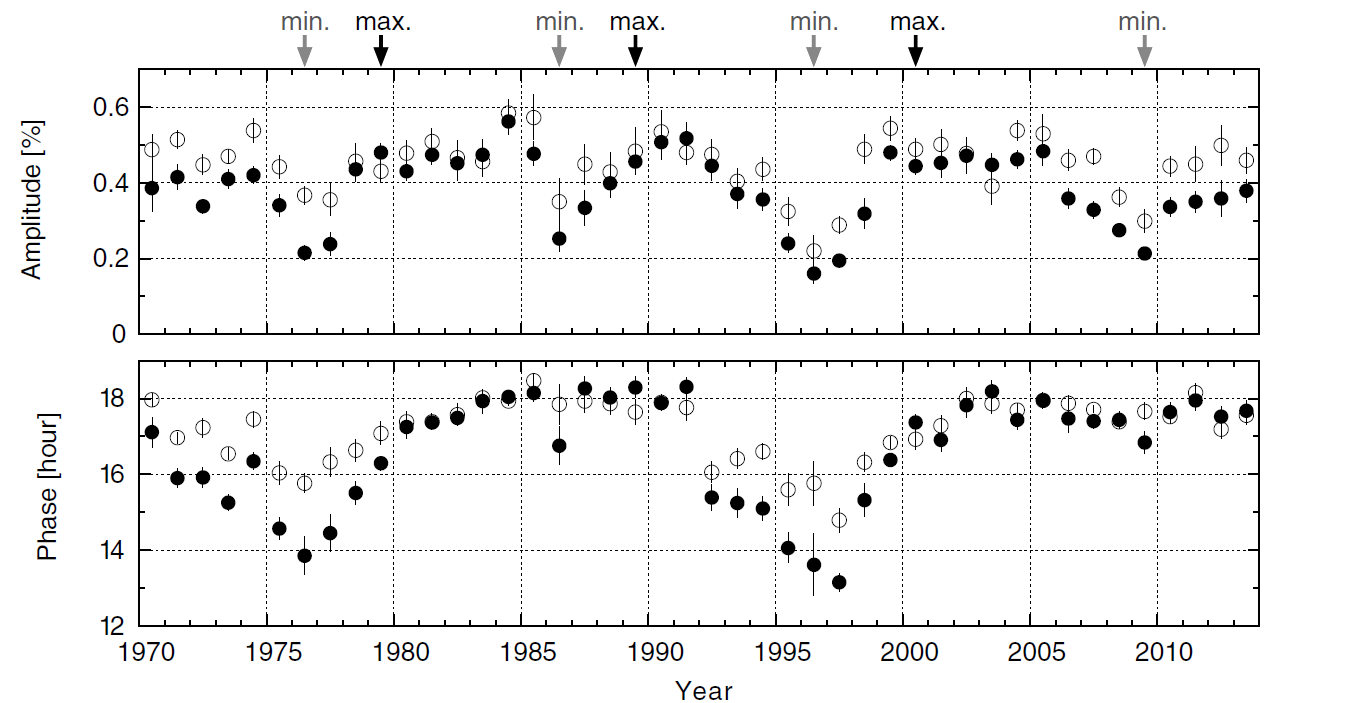 min. max. min. max. min. max. min.
0.6
0.4
0.2
0
Amplitude [%]
18
16
14
12
Phase [hour]
1970 1975 1980 1985 1990 1995 2000 2005 2010
Year